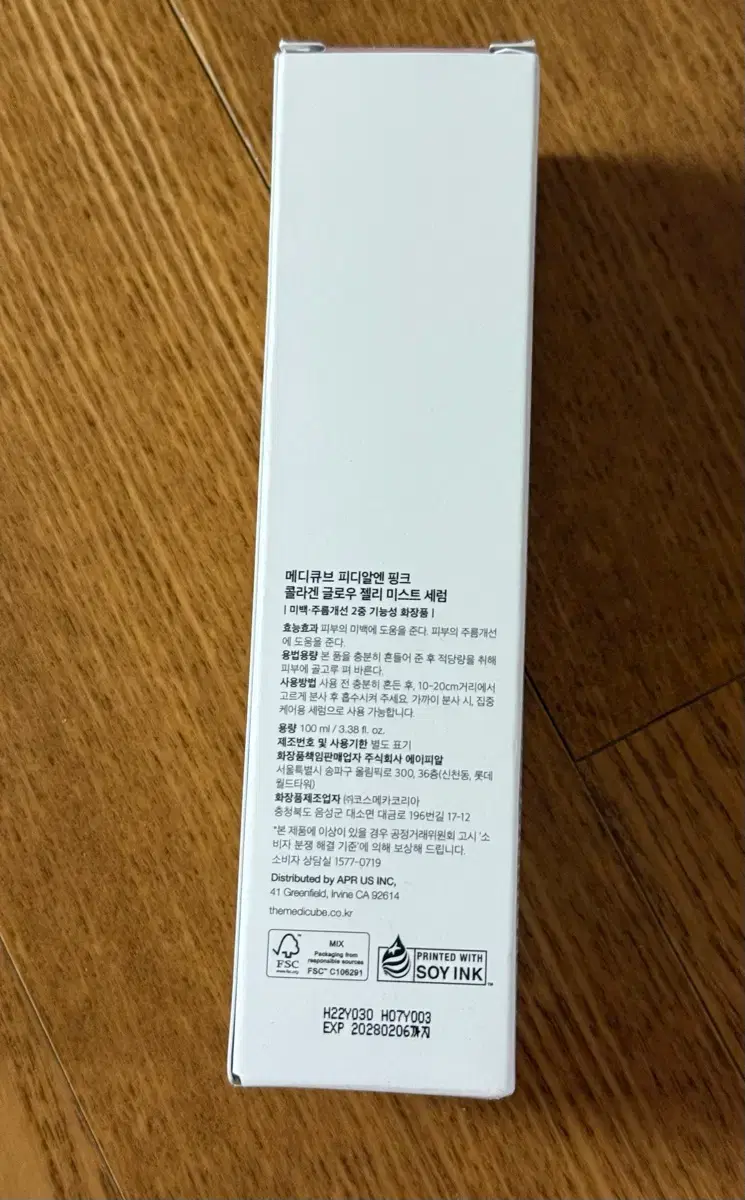 메디큐브 피디알엔 핑크
콜라겐 글로우 젤리 미스트 세럼
| 미백·주름개선 2중 기능성 화장품 |
효능효과 피부의 미백에 도움을 준다. 피부의 주름개선
에 도움을 준다.
용법용량 본 품을 충분히 흔들어 준 후 적당량을 취해
피부에 골고루 펴 바른다.
사용방법 사용 전 충분히 흔든 후, 10-20cm거리에서
고르게 분사 후 흡수시켜 주세요. 가까이 분사 시, 집중
케어용 세럼으로 사용 가능합니다.
용량 100 ml / 3.38 fl. oz.
제조번호 및 사용기한 별도 표기
화장품책임판매업자 주식회사 에이피알
서울특별시 송파구 올림픽로 300, 36층(신천동, 롯데
월드타워)
화장품제조업자 ㈜코스메카코리아
충청북도 음성군 대소면 대금로 196번길 17-12
*본 제품에 이상이 있을 경우 공정거래위원회 고시 '소
비자 분쟁 해결 기준'에 의해 보상해 드립니다.
소비자 상담실 1577-0719
Distributed by APR US INC,
41 Greenfield, Irvine CA 92614
themedicube.co.kr
FSC
www.fsc.org
MIX
Packaging from
responsible sources
FSC™ C106291
PRINTED WITH
SOY INK™
H22Y030 H07Y003
EXP 20280206까지